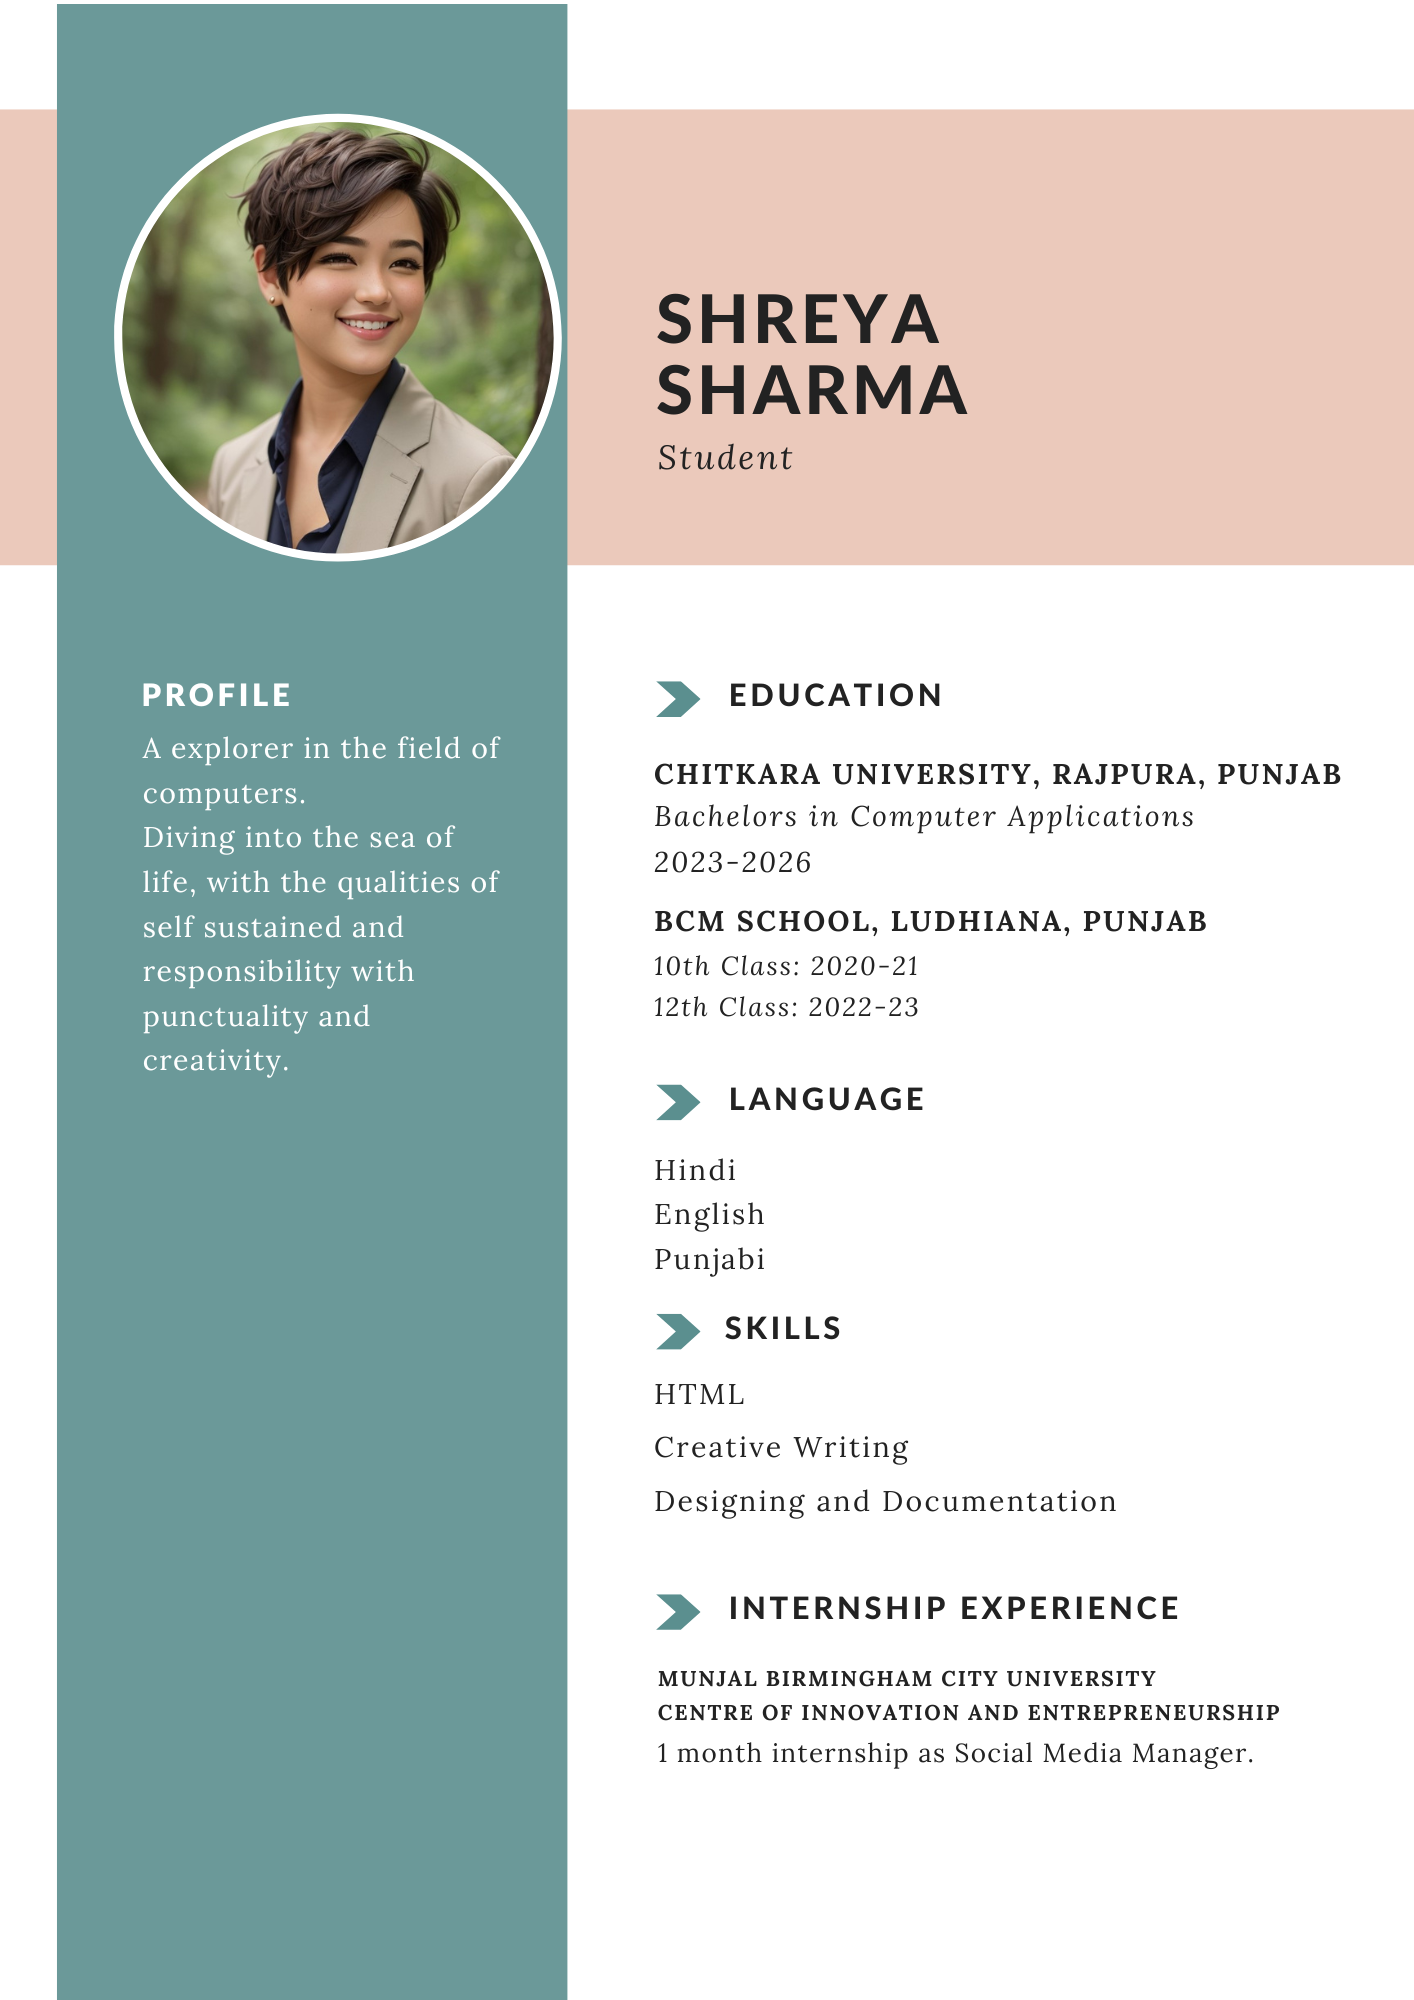 SHREYA
SHARMA
Student
PROFILE
A explorer in the field of
computers.
Diving into the sea of
life, with the qualities of
self sustained and
responsibility with
punctuality and
creativity.
EDUCATION
CHITKARA UNIVERSITY, RAJPURA, PUNJAB
Bachelors in Computer Applications
2023-2026
BCM SCHOOL, LUDHIANA, PUNJAB
10th Class: 2020-21
12th Class: 2022-23
LANGUAGE
Hindi
English
Punjabi
SKILLS
HTML
Creative Writing
Designing and Documentation
INTERNSHIP EXPERIENCE
MUNJAL BIRMINGHAM CITY UNIVERSITY
CENTRE OF INNOVATION AND ENTREPRENEURSHIP
1 month internship as Social Media Manager.